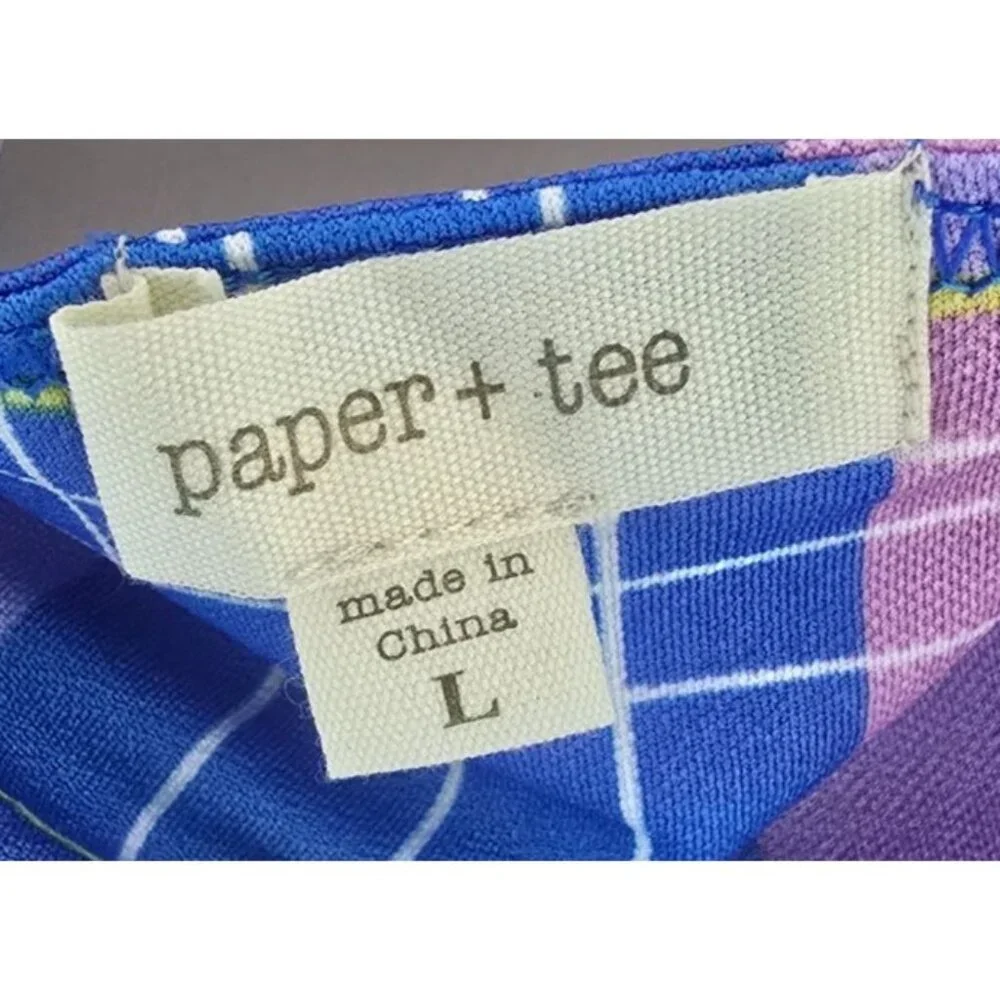 paper + tee
made in
China
L